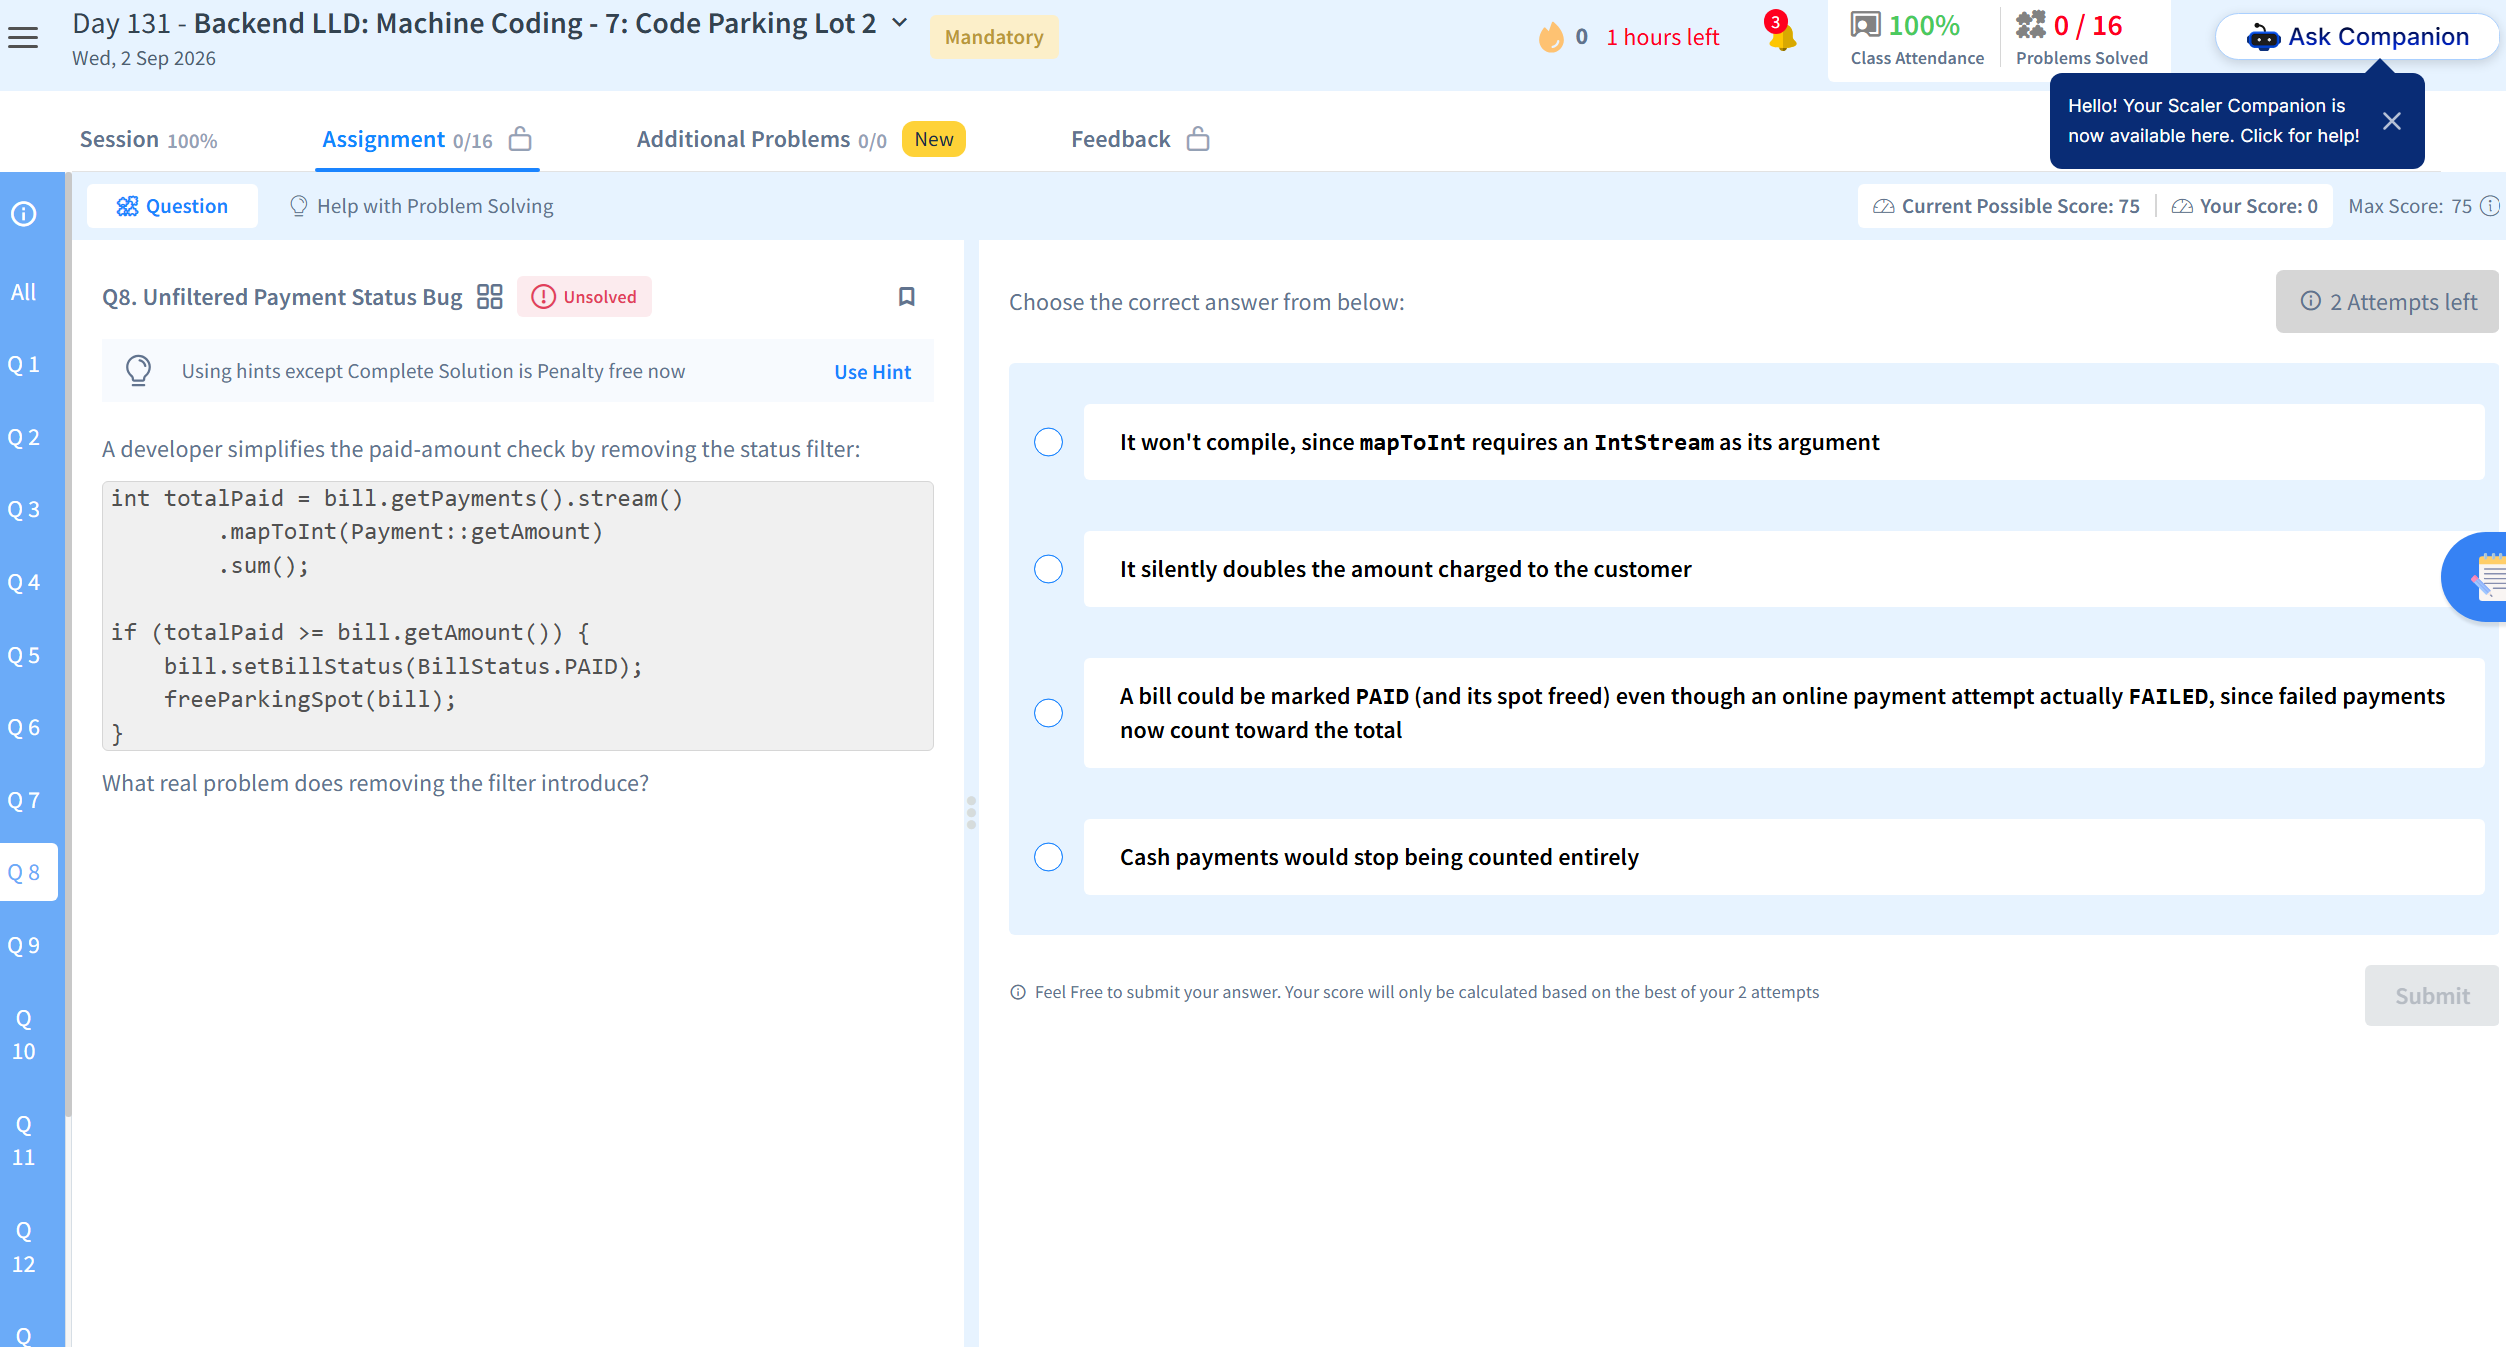 Day 131 - Backend LLD: Machine Coding - 7: Code Parking Lot 2
Mandatory
Wed, 2 Sep 2026
0
1 hours left
3
100%
Class Attendance
0 / 16
Problems Solved
Ask Companion
Hello! Your Scaler Companion is
now available here. Click for help!
Session 100%
Assignment 0/16
Additional Problems 0/0
New
Feedback
Question
Help with Problem Solving
Current Possible Score: 75
Your Score: 0
Max Score: 75
All
Q 1
Q 2
Q 3
Q 4
Q 5
Q 6
Q 7
Q 8
Q 9
Q
10
Q
11
Q
12
Q
Q8. Unfiltered Payment Status Bug
Unsolved
Using hints except Complete Solution is Penalty free now
Use Hint
A developer simplifies the paid-amount check by removing the status filter:
int totalPaid = bill.getPayments().stream()
        .mapToInt(Payment::getAmount)
        .sum();
if (totalPaid >= bill.getAmount()) {
    bill.setBillStatus(BillStatus.PAID);
    freeParkingSpot(bill);
}
What real problem does removing the filter introduce?
Choose the correct answer from below:
2 Attempts left
It won't compile, since mapToInt requires an IntStream as its argument
It silently doubles the amount charged to the customer
A bill could be marked PAID (and its spot freed) even though an online payment attempt actually FAILED, since failed payments
now count toward the total
Cash payments would stop being counted entirely
Feel Free to submit your answer. Your score will only be calculated based on the best of your 2 attempts
Submit